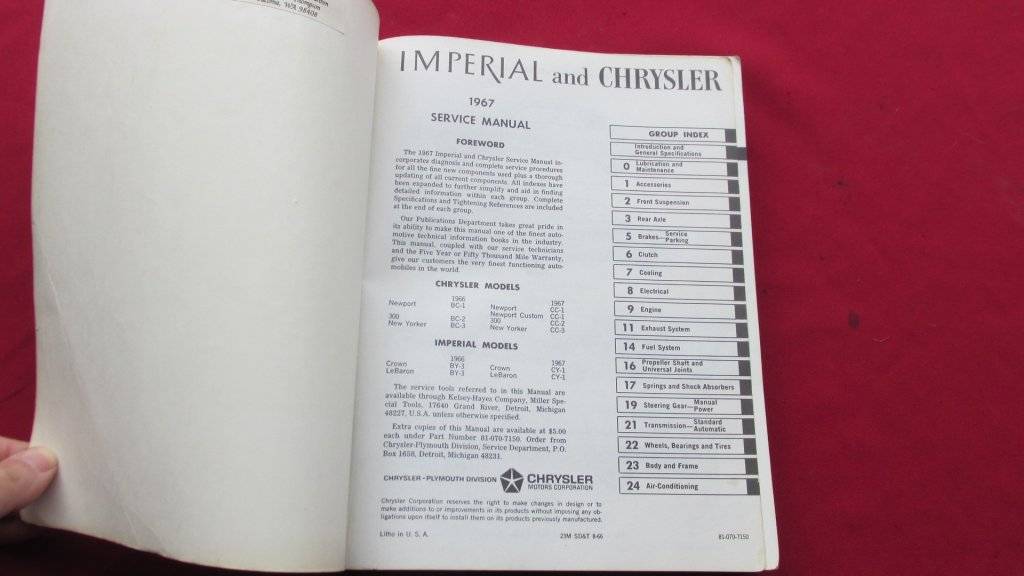 WA 98408
IMPERIAL and CHRYSLER
1967
SERVICE MANUAL
FOREWORD
The 1967 Imperial and Chrysler Service Manual in-
corporates diagnosis and complete service procedures
for all the fine new components used plus a thorough
updating of all current components. All indexes have
been expanded to further simplify and aid in finding
detailed information within each group. Complete
Specifications and Tightening References are included
at the end of each group.
Our Publications Department takes great pride in
its ability to make this manual one of the finest auto-
motive technical information books in the industry.
This manual, coupled with our service technicians
and the Five Year or Fifty Thousand Mile Warranty,
give our customers the very finest functioning auto-
mobiles in the world.
CHRYSLER MODELS
1966 1967
Newport BC-1 Newport CC-1
Newport Custom CC-1
300 BC-2 300 CC-2
New Yorker BC-3 New Yorker CC-3
IMPERIAL MODELS
1966 1967
Crown BY-3 Crown CY-1
LeBaron BY-3 LeBaron CY-1
The service tools referred to in this Manual are
available through Kelsey-Hayes Company, Miller Spe-
cial Tools, 17640 Grand River, Detroit, Michigan
48227, U.S.A. unless otherwise specified.
Extra copies of this Manual are available at $5.00
each under Part Number 81-070-7150. Order from
Chrysler-Plymouth Division, Service Department, P.O.
Box 1658, Detroit, Michigan 48231.
CHRYSLER-PLYMOUTH DIVISION CHRYSLER
MOTORS CORPORATION
Chrysler Corporation reserves the right to make changes in design or to
make additions to or improvements in its products without imposing any ob-
ligations upon itself to install them on its products previously manufactured.
Litho in U. S. A. 23M SD&T 8-66 81-070-7150
GROUP INDEX
Introduction and
General Specifications
0 Lubrication and
Maintenance
1 Accessories
2 Front Suspension
3 Rear Axle
5 Brakes—Service
Parking
6 Clutch
7 Cooling
8 Electrical
9 Engine
11 Exhaust System
14 Fuel System
16 Propeller Shaft and
Universal Joints
17 Springs and Shock Absorbers
19 Steering Gear—Manual
Power
21 Transmission—Standard
Automatic
22 Wheels, Bearings and Tires
23 Body and Frame
24 Air-Conditioning